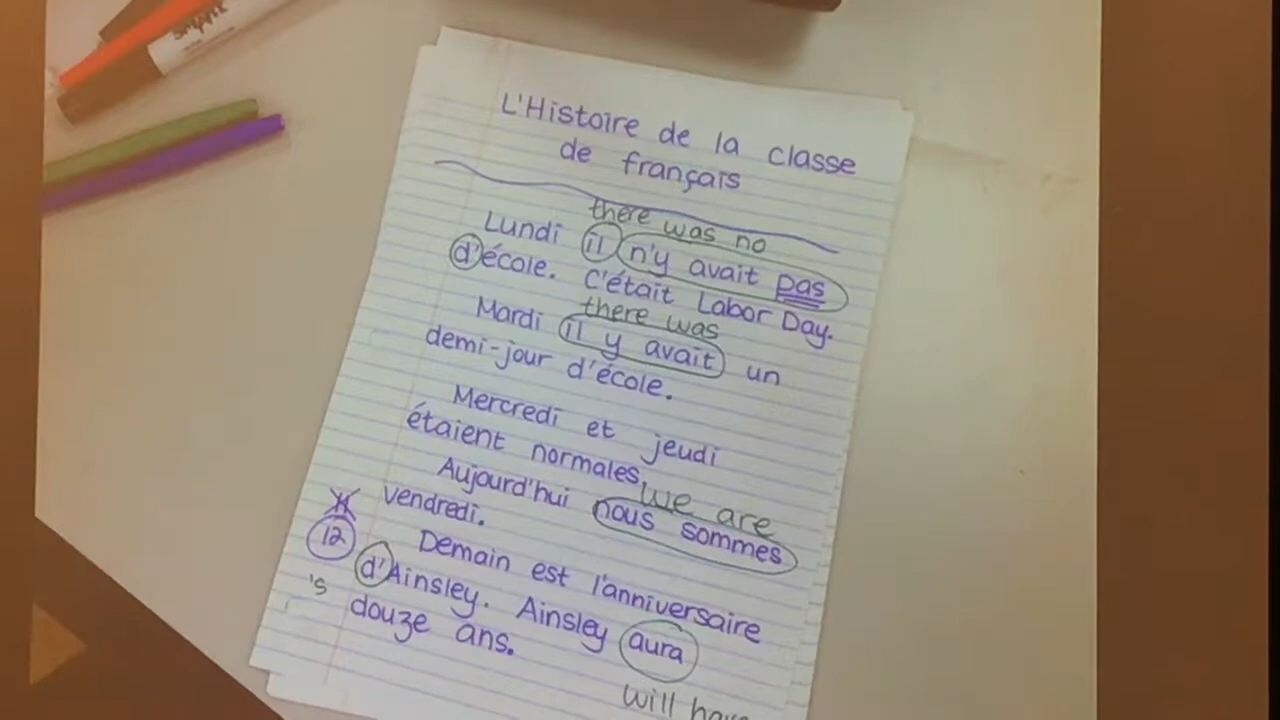 L'Histoire de la classe
de français
there was no
Lundi il n'y avait pas
d'école. C'était Labor Day.
there was
Mardi il y avait un
demi-jour d'école.
Mercredi et jeudi
étaient normales.
we are
Aujourd'hui nous sommes
vendredi.
12
Demain est l'anniversaire
's
d'Ainsley. Ainsley aura
douze ans.
will have